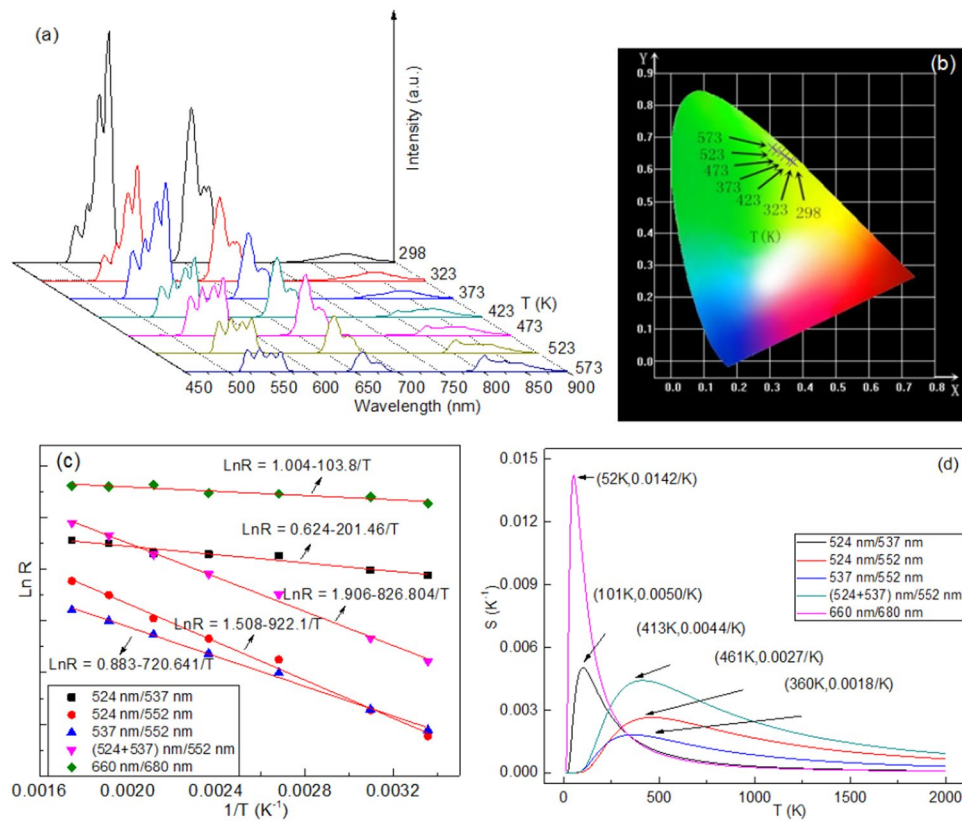 (a)
Intensity (a.u.)
298
323
373
T (K)
423
473
523
573
450 500 550 600 650 700 750 800 850 900
Wavelength (nm)
(b)
Y
0.9
0.8
0.7
0.6
0.5
0.4
0.3
0.2
0.1
0.0
573
523
473
373
423
323
298
T(K)
0.0 0.1 0.2 0.3 0.4 0.5 0.6 0.7 0.8
X
(c)
LnR = 1.004-103.8/T
LnR = 0.624-201.46/T
LnR = 1.906-826.804/T
LnR = 1.508-922.1/T
LnR = 0.883-720.641/T
Ln R
524 nm/537 nm
524 nm/552 nm
537 nm/552 nm
(524+537) nm/552 nm
660 nm/680 nm
0.0016 0.0020 0.0024 0.0028 0.0032
1/T (K⁻¹)
(d)
0.015
0.012
0.009
0.006
0.003
0.000
S (K⁻¹)
(52K,0.0142/K)
524 nm/537 nm
524 nm/552 nm
537 nm/552 nm
(524+537) nm/552 nm
660 nm/680 nm
(101K,0.0050/K)
(413K,0.0044/K)
(461K,0.0027/K)
(360K,0.0018/K)
0 500 1000 1500 2000
T (K)